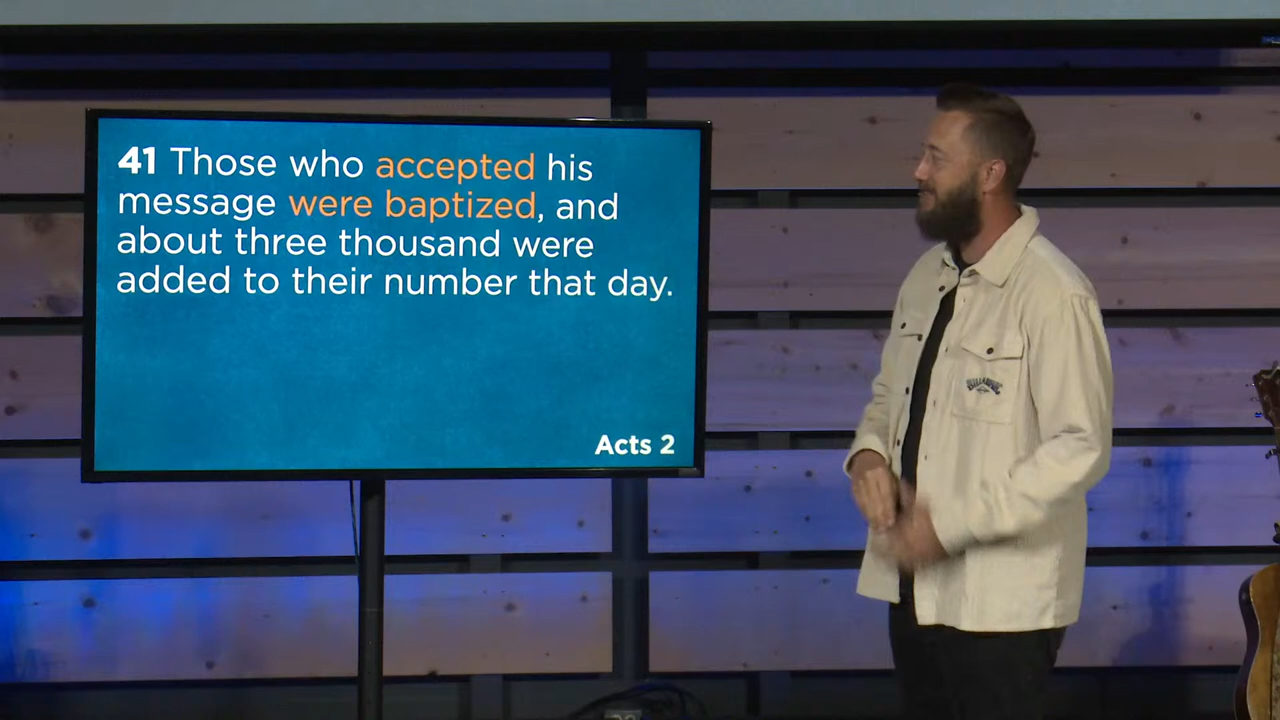 41 Those who accepted his
message were baptized, and
about three thousand were
added to their number that day.
Acts 2
BILLABONG